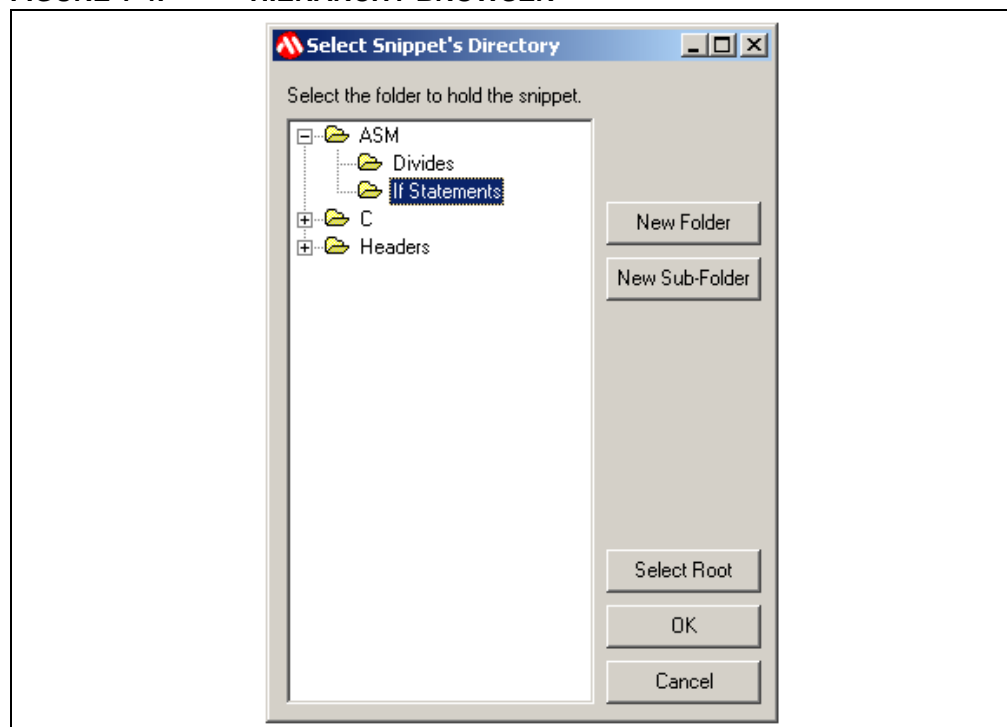 Select Snippet's Directory
Select the folder to hold the snippet.
ASM
Divides
If Statements
C
Headers
New Folder
New Sub-Folder
Select Root
OK
Cancel